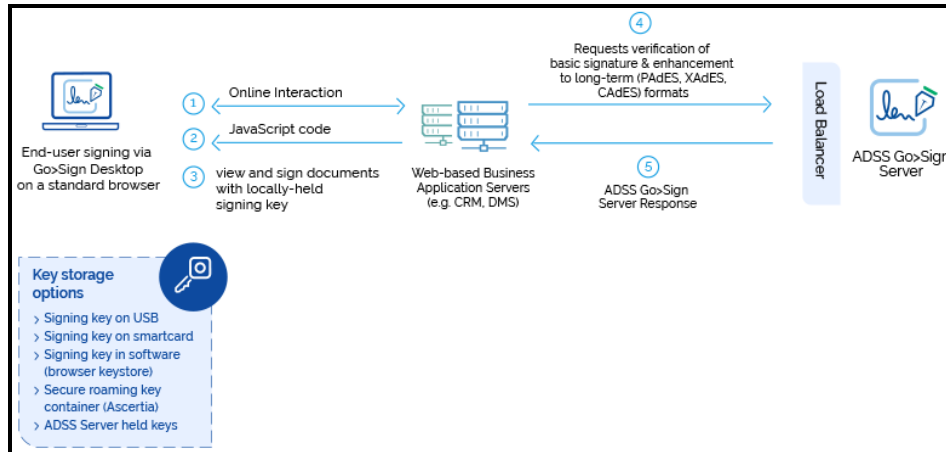 4
Requests verification of
basic signature & enhancement
to long-term (PAdES, XAdES,
CAdES) formats
1
Online Interaction
2
JavaScript code
3
view and sign documents
with locally-held
signing key
End-user signing via
Go>Sign Desktop
on a standard browser
Web-based Business
Application Servers
(e.g. CRM, DMS)
5
ADSS Go>Sign
Server Response
Load Balancer
ADSS Go>Sign
Server
Key storage
options
> Signing key on USB
> Signing key on smartcard
> Signing key in software
(browser keystore)
> Secure roaming key
container (Ascertia)
> ADSS Server held keys